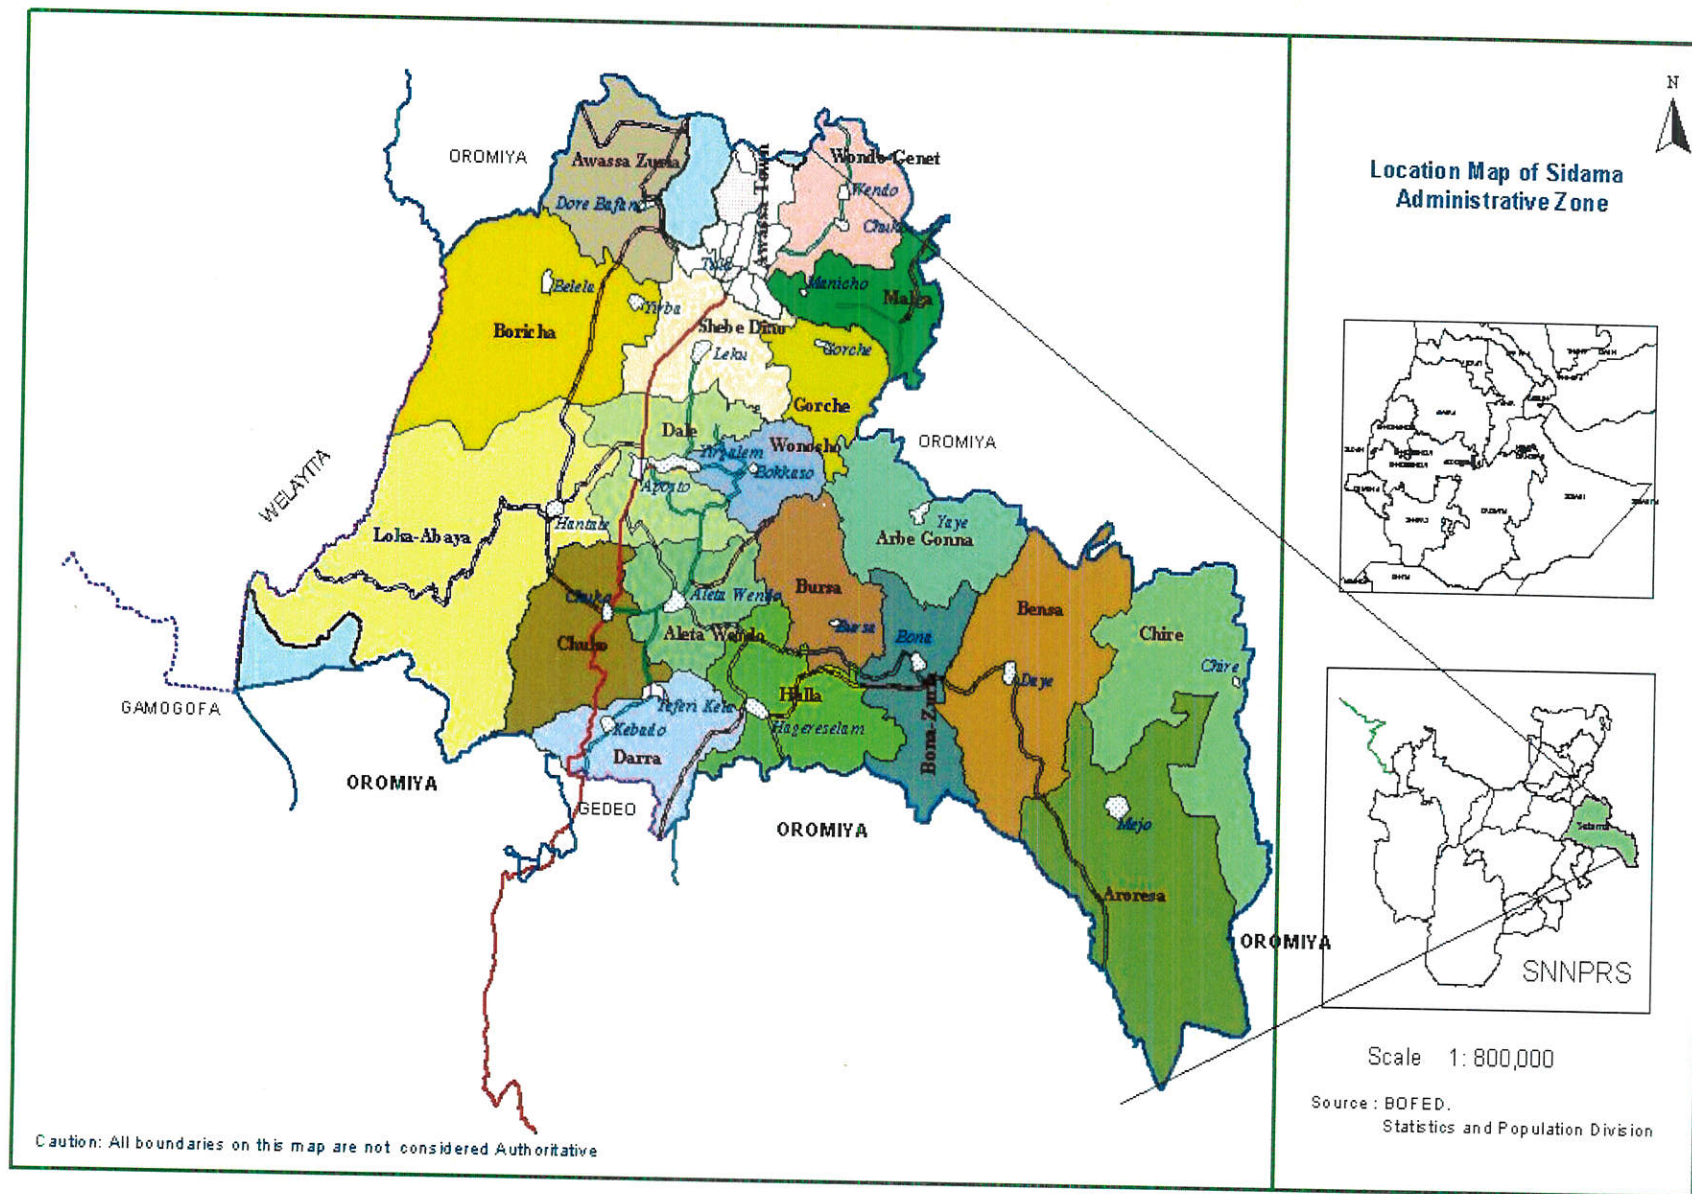 N
Location Map of Sidama
Administrative Zone
OROMIYA
Awassa Zuria
Dore Bafano
Awassa Town
Wondo-Genet
Wendo
Chuko
Tula
Manicho
Malga
Belela
Yirba
Boricha
Shebe Dino
Leku
Gorche
Gorche
Dale
Wonosho
OROMIYA
Yirgalem
Bokkaso
Aposto
WELAYITA
Hantate
Loka-Abaya
Yaye
Arbe Gonna
Chuko
Aleta Wendo
Bursa
Bensa
Bursa
Bona
Chire
Aleta Wendo
Chuko
Chire
Daye
Hulla
Bona-Zuria
GAMOGOFA
Teferi Kela
Kebado
Hagereselam
Darra
OROMIYA
GEDEO
OROMIYA
Mejo
Aroresa
OROMIYA
Sidama
SNNPRS
Scale 1: 800,000
Source : BOFED.
Statistics and Population Division
Caution: All boundaries on this map are not considered Authoritative